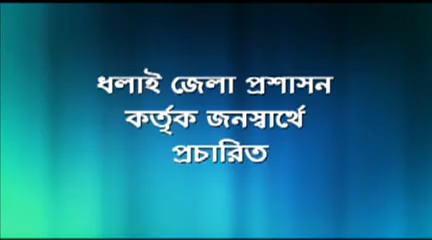 ধলাই জেলা প্রশাসন
কর্তৃক জনস্বার্থে
প্রচারিত